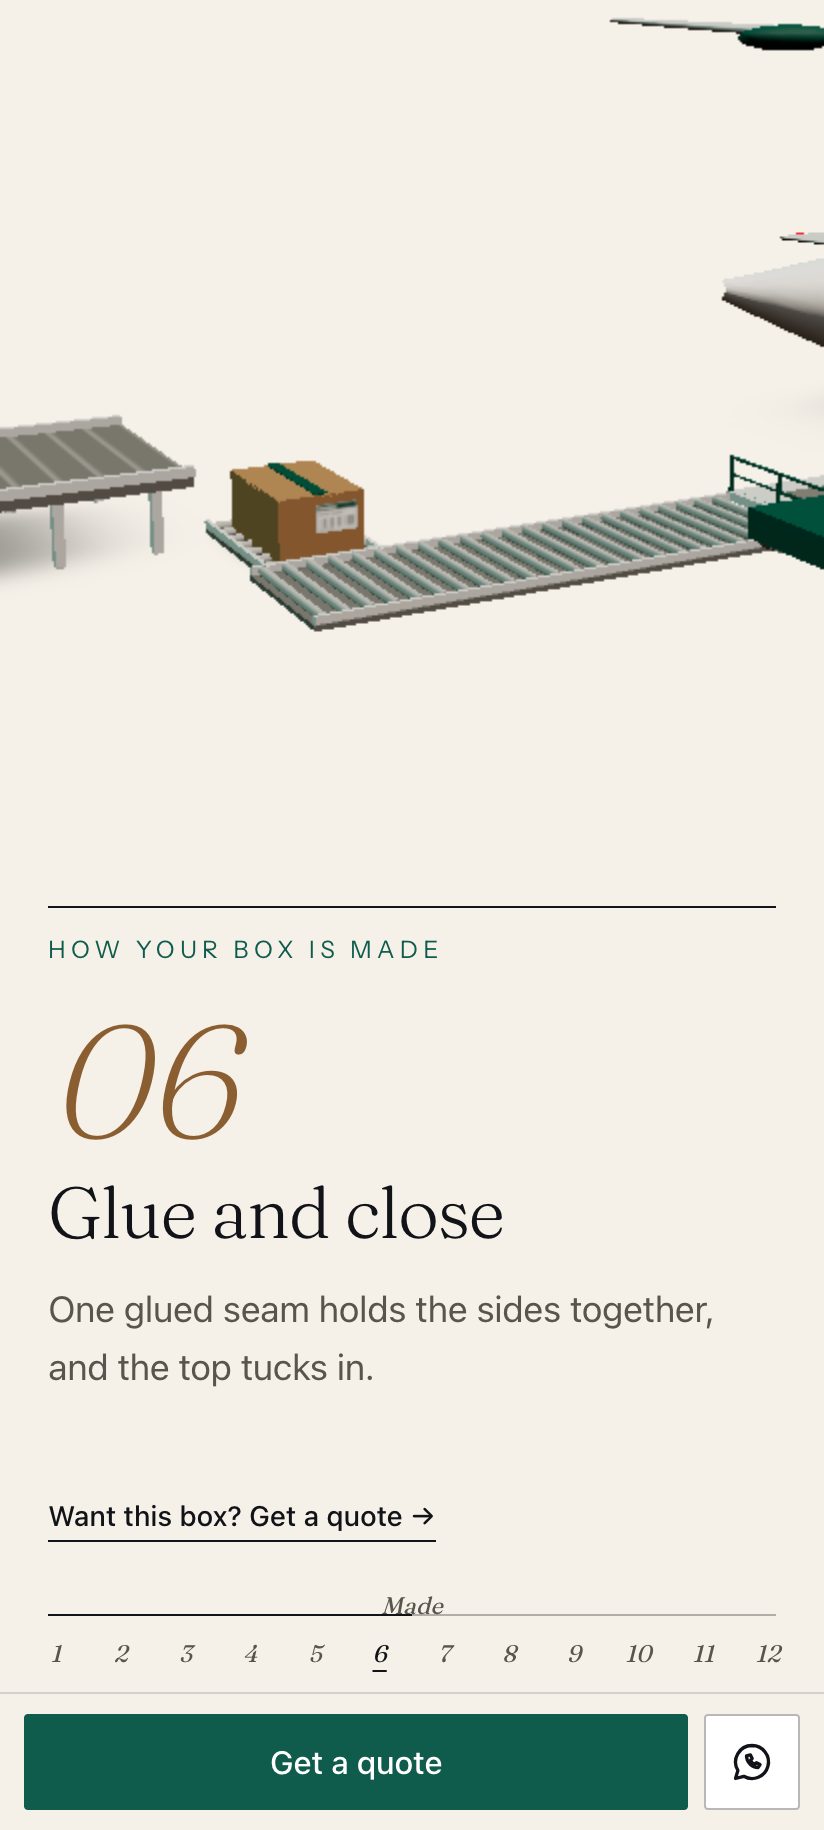 HOW YOUR BOX IS MADE
06
Glue and close
One glued seam holds the sides together,
and the top tucks in.
Want this box? Get a quote →
Made
1 2 3 4 5 6 7 8 9 10 11 12
Get a quote